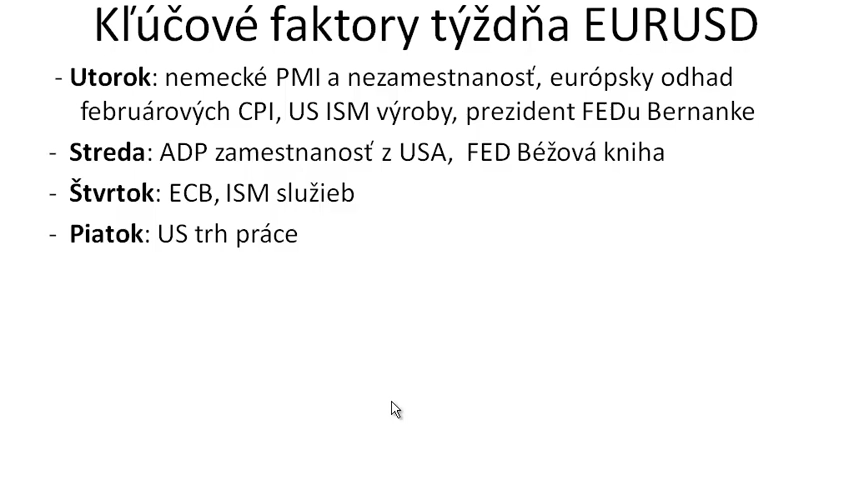 Kľúčové faktory týždňa EURUSD
- Utorok: nemecké PMI a nezamestnanosť, európsky odhad
februárových CPI, US ISM výroby, prezident FEDu Bernanke
- Streda: ADP zamestnanosť z USA, FED Béžová kniha
- Štvrtok: ECB, ISM služieb
- Piatok: US trh práce